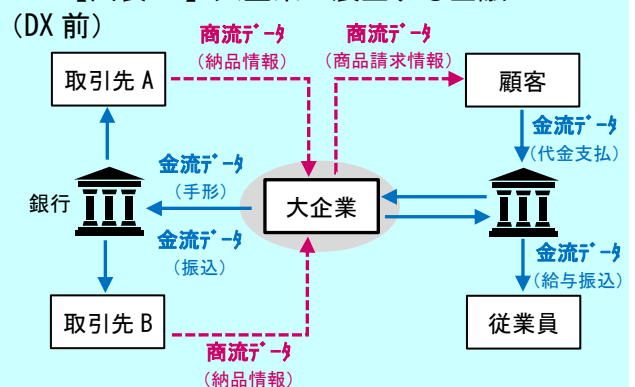 (DX 前)
商流データ
(納品情報)
商流データ
(商品請求情報)
取引先 A
顧客
金流データ
(代金支払)
金流データ
(手形)
銀行
大企業
金流データ
(振込)
金流データ
(給与振込)
取引先 B
従業員
商流データ
(納品情報)